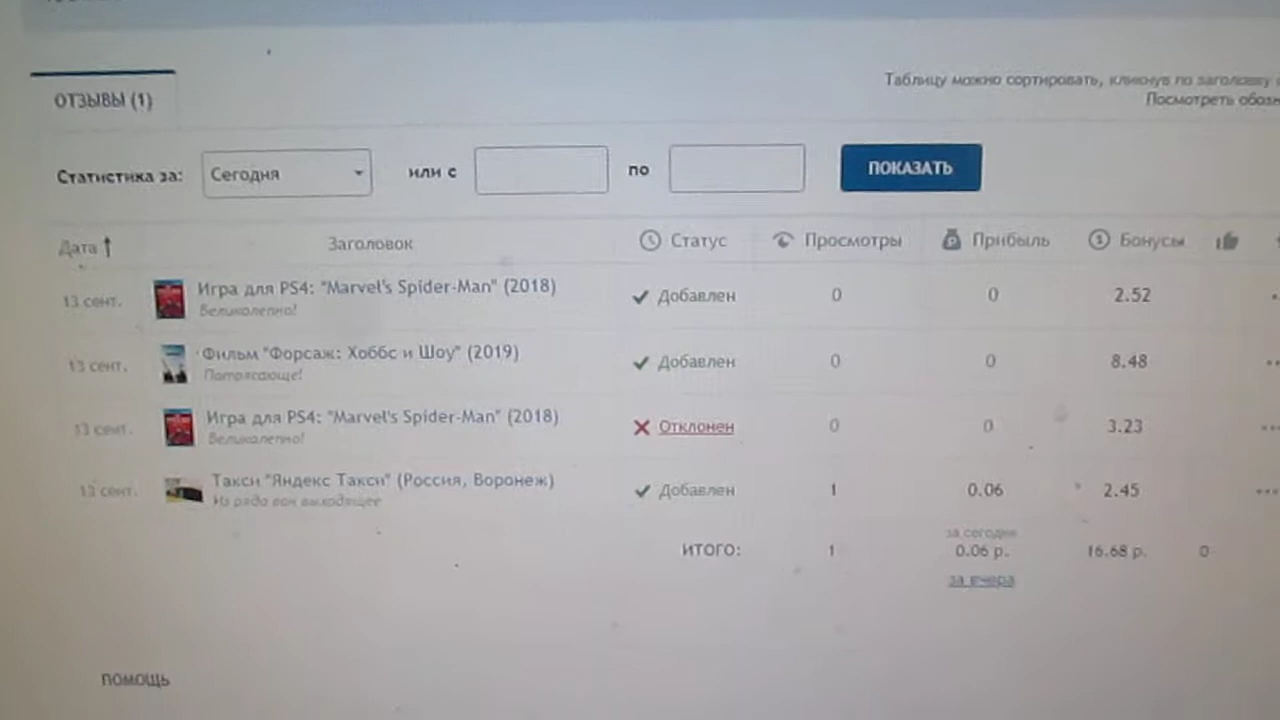 ОТЗЫВЫ (1)
Таблицу можно сортировать, кликнув по заголовку
Посмотреть
Статистика за: Сегодня или с по ПОКАЗАТЬ
Дата ↑ Заголовок Статус Просмотры Прибыль Бонусы
13 сент. Игра для PS4: "Marvel's Spider-Man" (2018) Добавлен 0 0 2.52
Великолепно!
13 сент. Фильм "Форсаж: Хоббс и Шоу" (2019) Добавлен 0 0 8.48
Потрясающе!
13 сент. Игра для PS4: "Marvel's Spider-Man" (2018) Отклонен 0 0 3.23
Великолепно!
13 сент. Такси "Яндекс Такси" (Россия, Воронеж) Добавлен 1 0.06 2.45
Из ряда вон выходящее
за сегодня
ИТОГО: 1 0.06 р. 16.68 р. 0
за вчера
ПОМОЩЬ